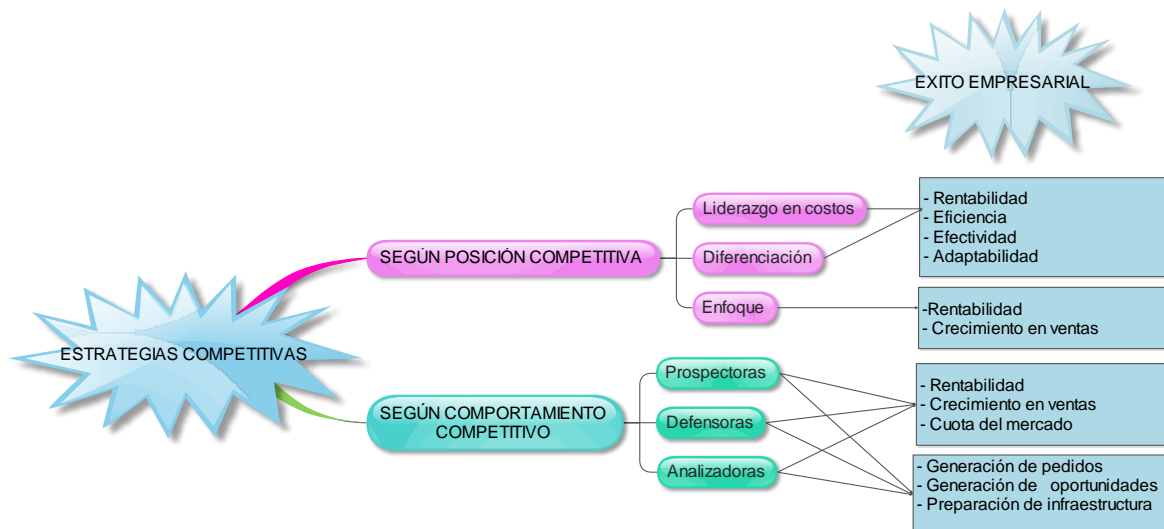 EXITO EMPRESARIAL
Liderazgo en costos
- Rentabilidad
- Eficiencia
- Efectividad
- Adaptabilidad
SEGÚN POSICIÓN COMPETITIVA
Diferenciación
Enfoque
-Rentabilidad
- Crecimiento en ventas
ESTRATEGIAS COMPETITIVAS
Prospectoras
- Rentabilidad
- Crecimiento en ventas
- Cuota del mercado
SEGÚN COMPORTAMIENTO
COMPETITIVO
Defensoras
Analizadoras
- Generación de pedidos
- Generación de oportunidades
- Preparación de infraestructura